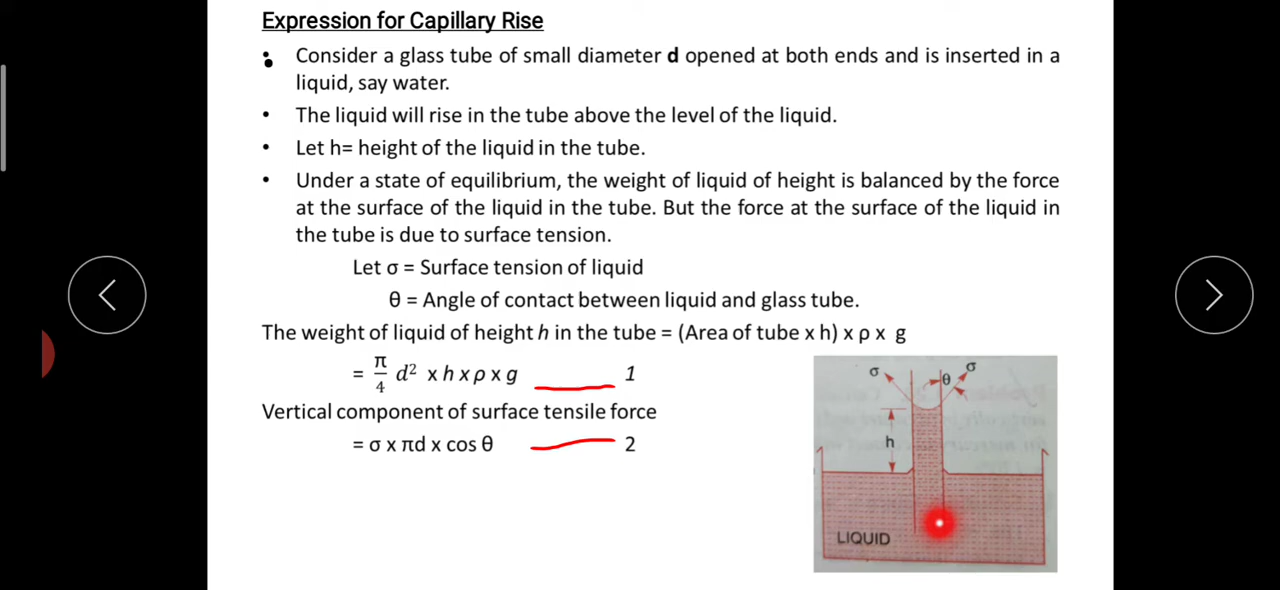 Expression for Capillary Rise
• Consider a glass tube of small diameter d opened at both ends and is inserted in a
liquid, say water.
• The liquid will rise in the tube above the level of the liquid.
• Let h= height of the liquid in the tube.
• Under a state of equilibrium, the weight of liquid of height is balanced by the force
at the surface of the liquid in the tube. But the force at the surface of the liquid in
the tube is due to surface tension.
Let σ = Surface tension of liquid
θ = Angle of contact between liquid and glass tube.
The weight of liquid of height h in the tube = (Area of tube x h) x ρ x g
= π/4 d² x h x ρ x g 1
Vertical component of surface tensile force
= σ x πd x cos θ 2
σ θ σ
h
LIQUID